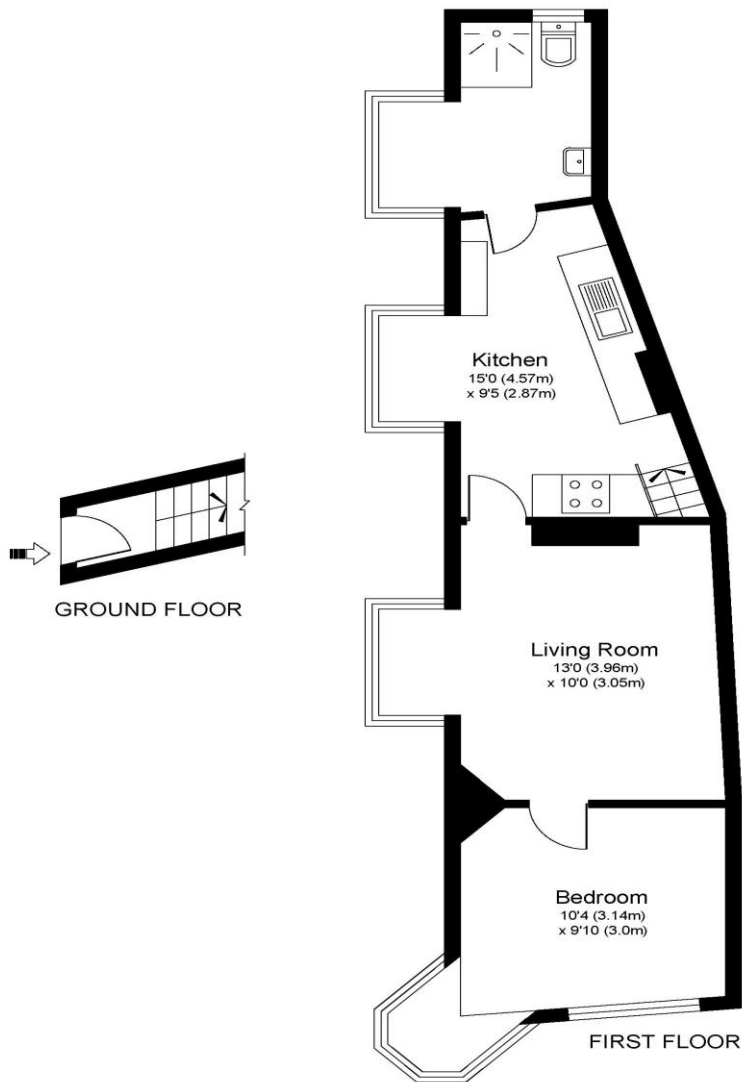 Kitchen
15'0 (4.57m)
x 9'5 (2.87m)
GROUND FLOOR
Living Room
13'0 (3.96m)
x 10'0 (3.05m)
Bedroom
10'4 (3.14m)
x 9'10 (3.0m)
FIRST FLOOR